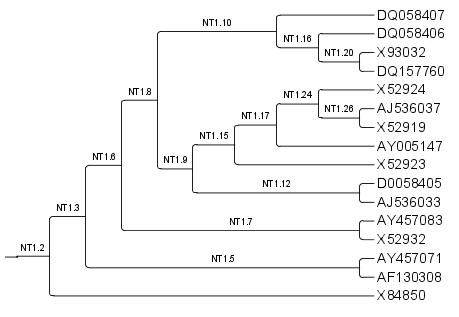 DQ058407
NT1.10
DQ058406
NT1.16
X93032
NT1.20
DQ157760
X52924
NT1.8
NT1.24
AJ536037
NT1.26
NT1.17
X52919
NT1.15
AY005147
NT1.6
NT1.9
X52923
NT1.12
D0058405
AJ536033
NT1.3
AY457083
NT1.7
X52932
NT1.2
NT1.5
AY457071
AF130308
X84850